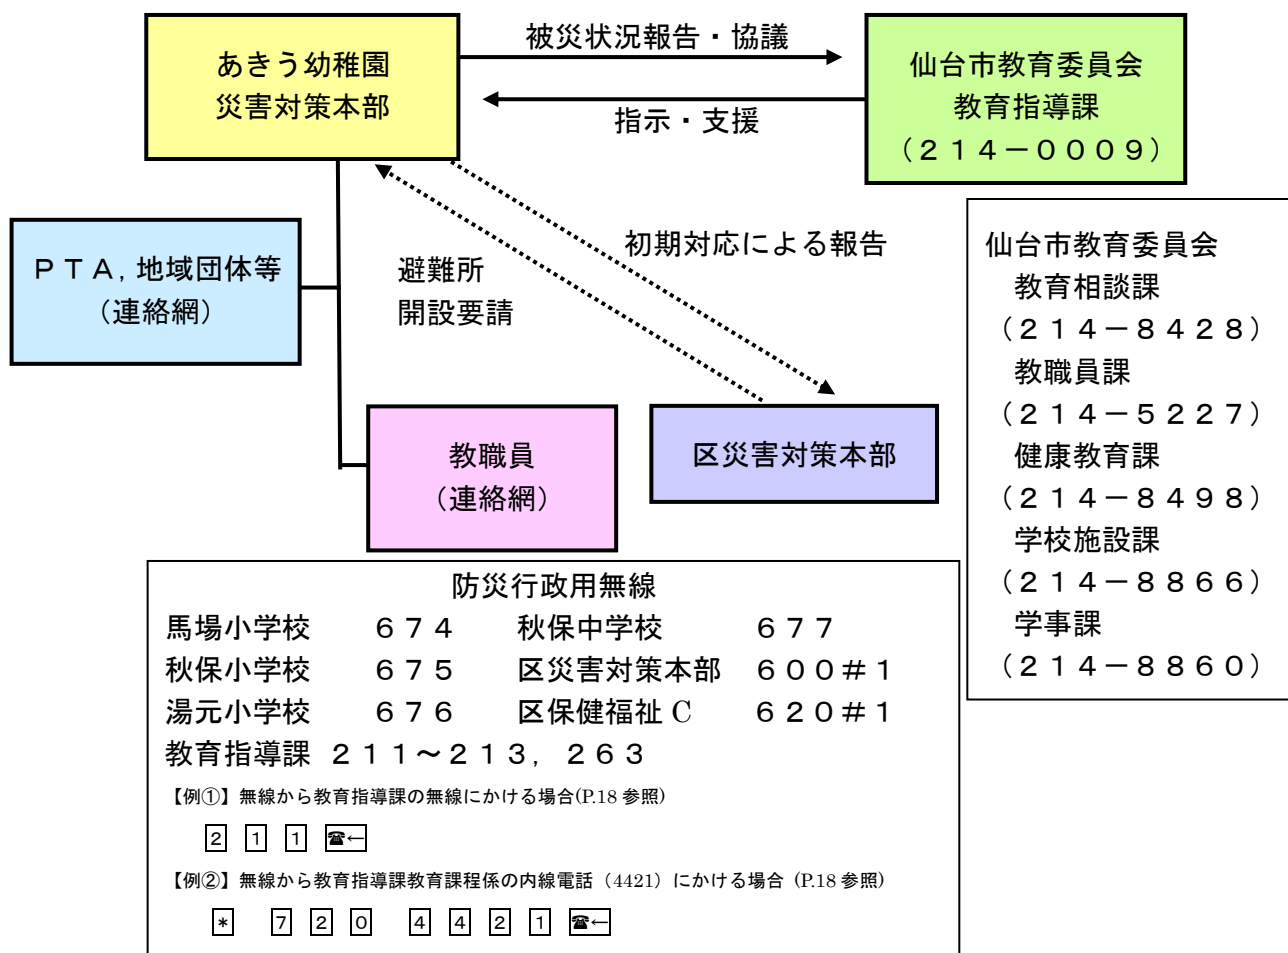 あきう幼稚園
災害対策本部
被災状況報告・協議
指示・支援
仙台市教育委員会
教育指導課
(２１４－０００９)
ＰＴＡ,地域団体等
(連絡網)
避難所
開設要請
初期対応による報告
教職員
(連絡網)
区災害対策本部
仙台市教育委員会
教育相談課
(２１４－８４２８)
教職員課
(２１４－５２２７)
健康教育課
(２１４－８４９８)
学校施設課
(２１４－８８６６)
学事課
(２１４－８８６０)
防災行政用無線
馬場小学校 ６７４ 秋保中学校 ６７７
秋保小学校 ６７５ 区災害対策本部 ６００＃１
湯元小学校 ６７６ 区保健福祉 C ６２０＃１
教育指導課 ２１１～２１３, ２６３
【例①】無線から教育指導課の無線にかける場合(P.18 参照)
2 1 1 ☎←
【例②】無線から教育指導課教育課程係の内線電話（4421）にかける場合 (P.18 参照)
* 7 2 0 4 4 2 1 ☎←